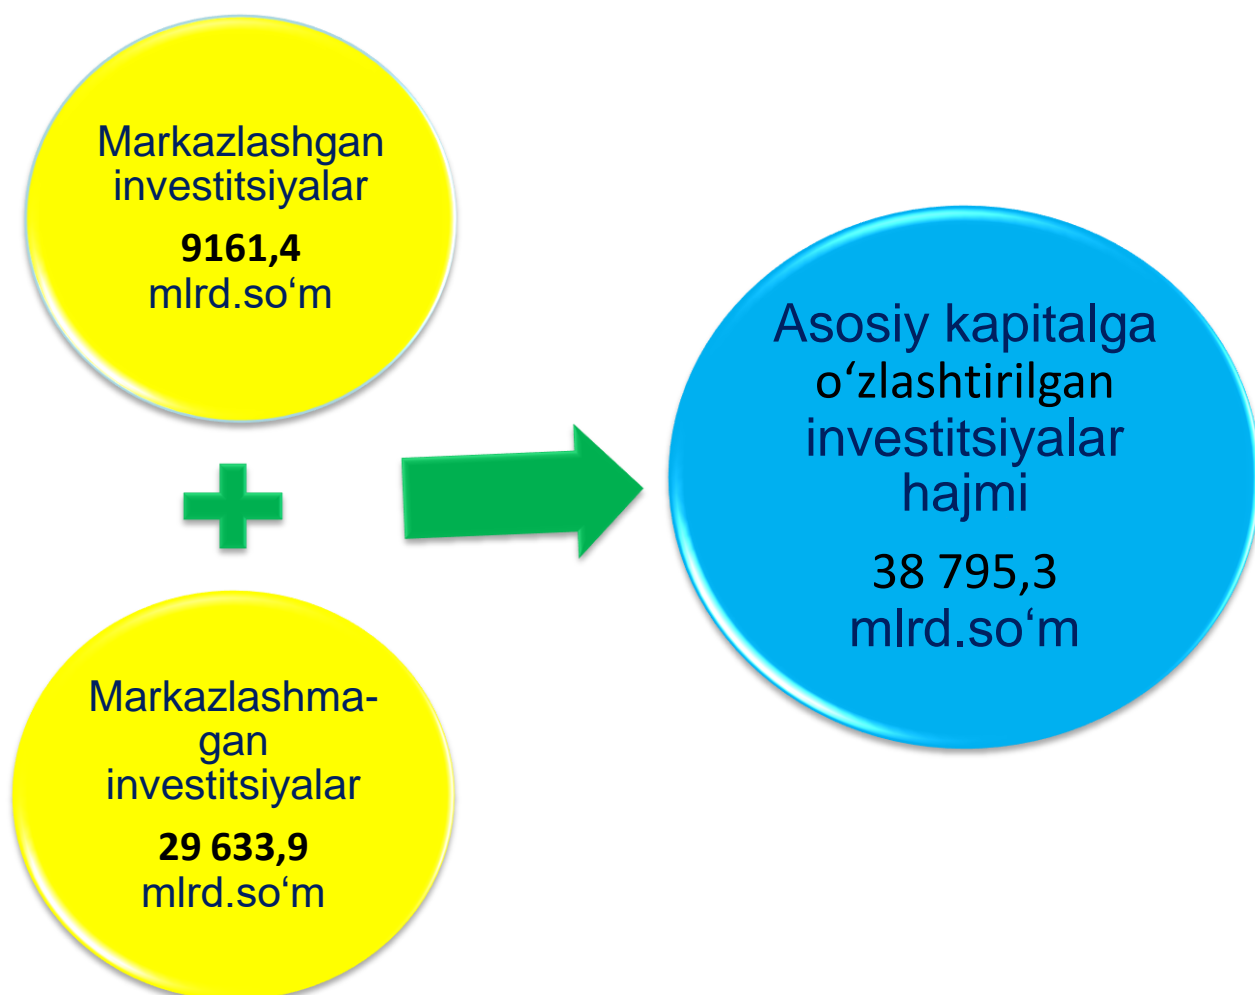 Markazlashgan
investitsiyalar
9161,4
mlrd.so‘m
Markazlashma-
gan
investitsiyalar
29 633,9
mlrd.so‘m
Asosiy kapitalga
o‘zlashtirilgan
investitsiyalar
hajmi
38 795,3
mlrd.so‘m